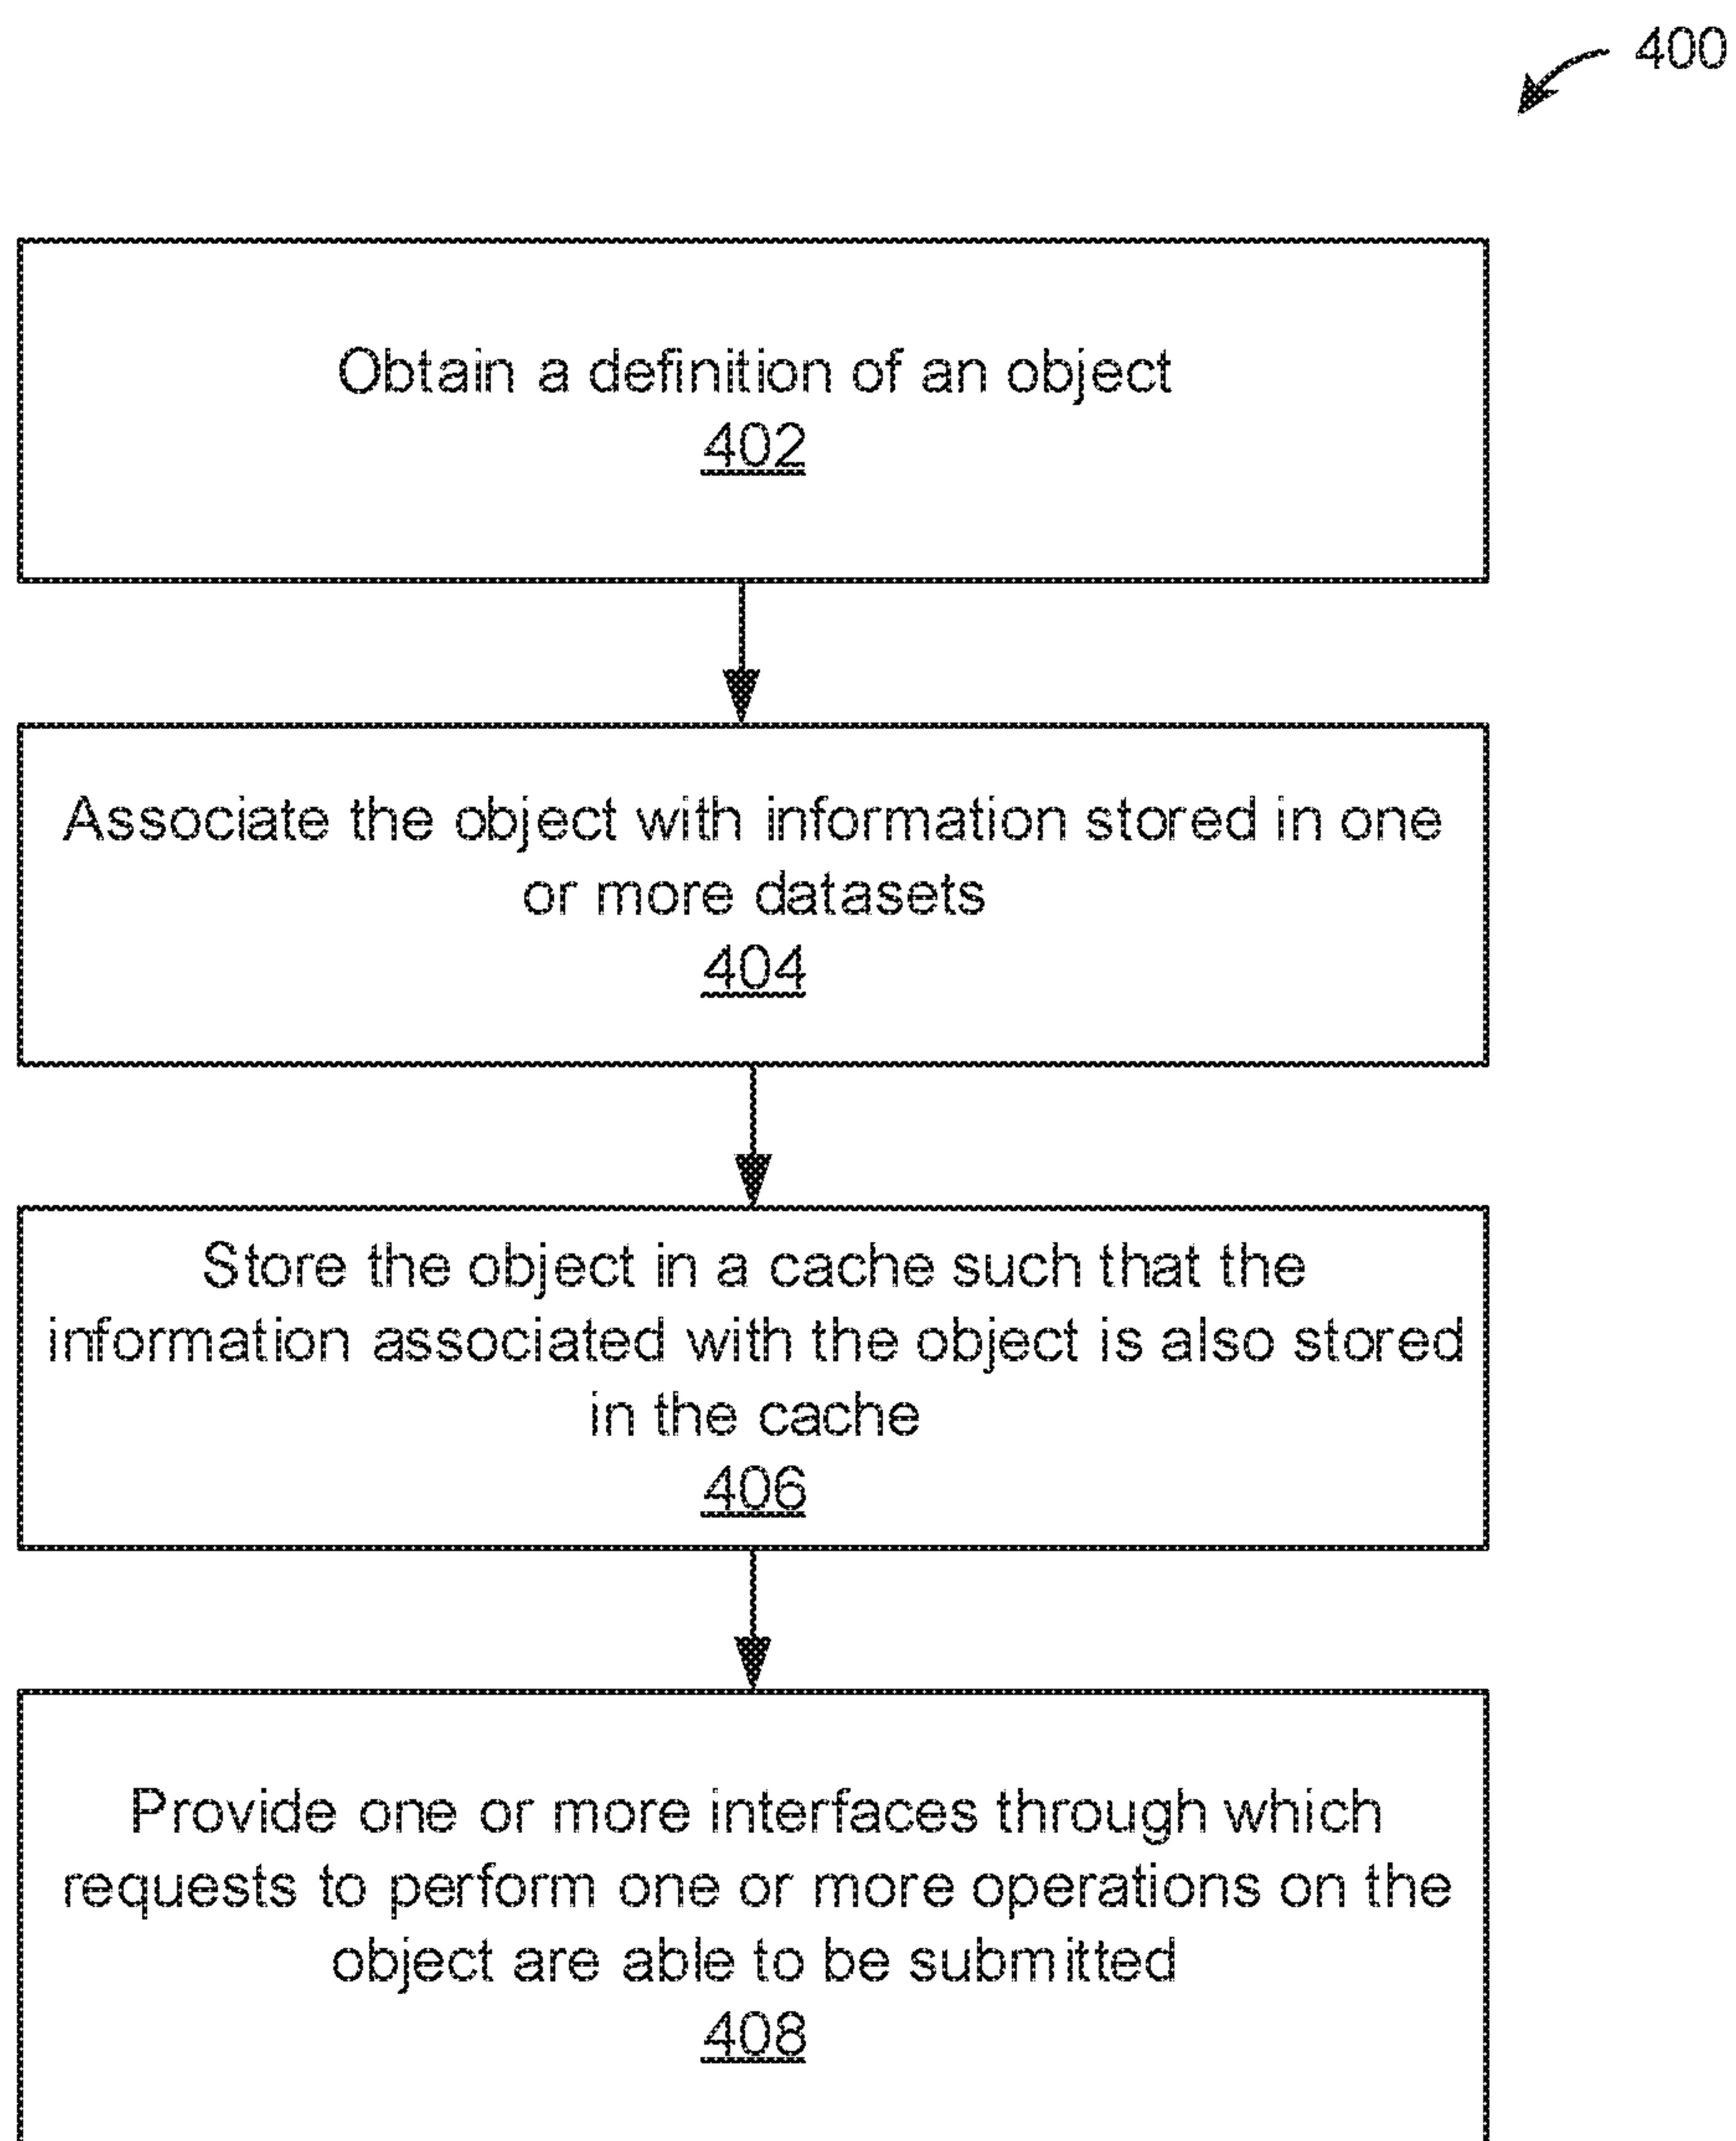 400
Obtain a definition of an object
402
Associate the object with information stored in one
or more datasets
404
Store the object in a cache such that the
information associated with the object is also stored
in the cache
406
Provide one or more interfaces through which
requests to perform one or more operations on the
object are able to be submitted
408